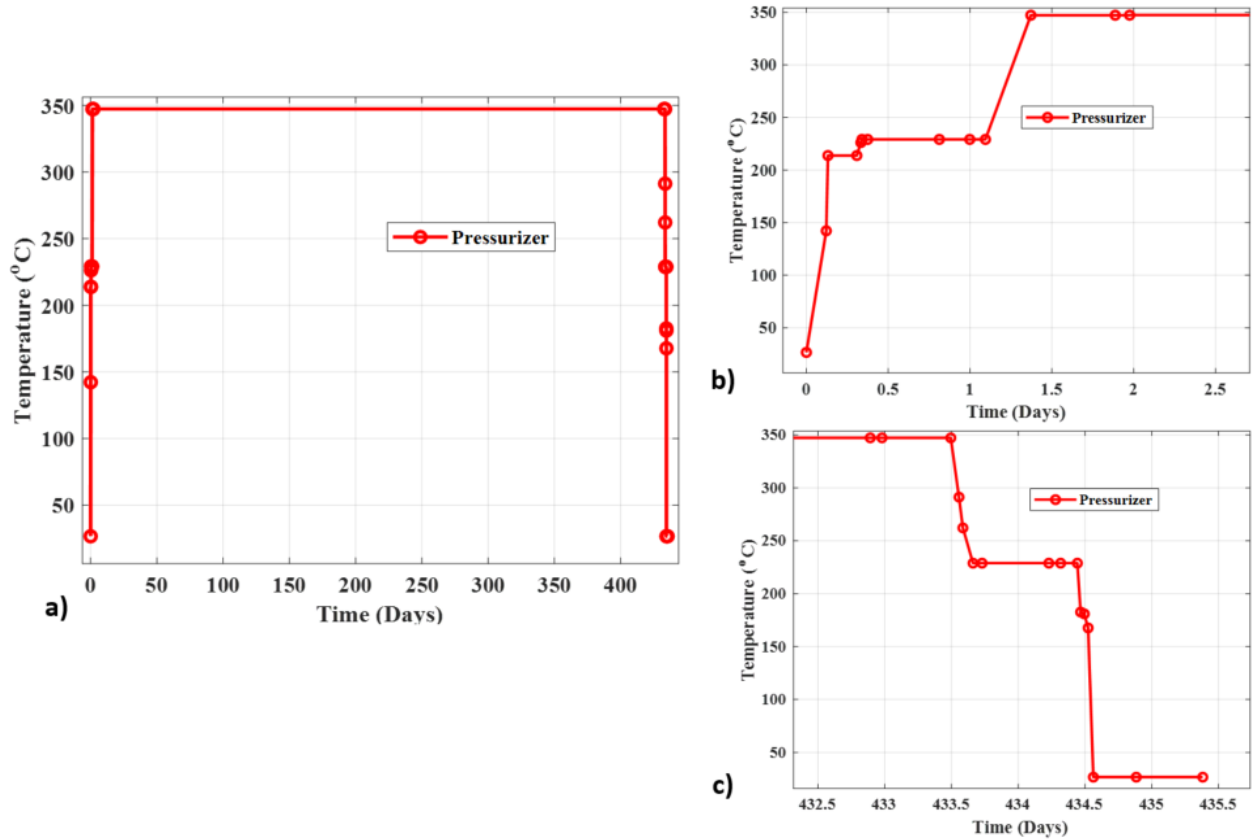 350
300
250
200
150
100
50
Temperature (°C)
Pressurizer
0 50 100 150 200 250 300 350 400
Time (Days)
a)
350
300
250
200
150
100
50
Temperature (°C)
Pressurizer
0 0.5 1 1.5 2 2.5
Time (Days)
b)
350
300
250
200
150
100
50
Temperature (°C)
Pressurizer
432.5 433 433.5 434 434.5 435 435.5
Time (Days)
c)